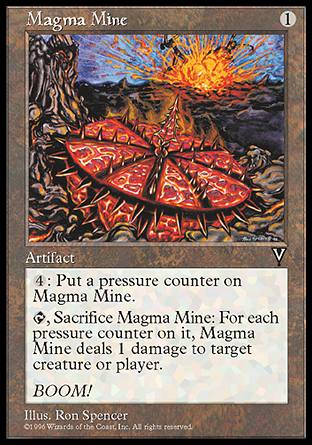 Magma Mine 1
Artifact
4: Put a pressure counter on
Magma Mine.
, Sacrifice Magma Mine: For each
pressure counter on it, Magma
Mine deals 1 damage to target
creature or player.
BOOM!
Illus. Ron Spencer
©1996 Wizards of the Coast, Inc. All rights reserved.